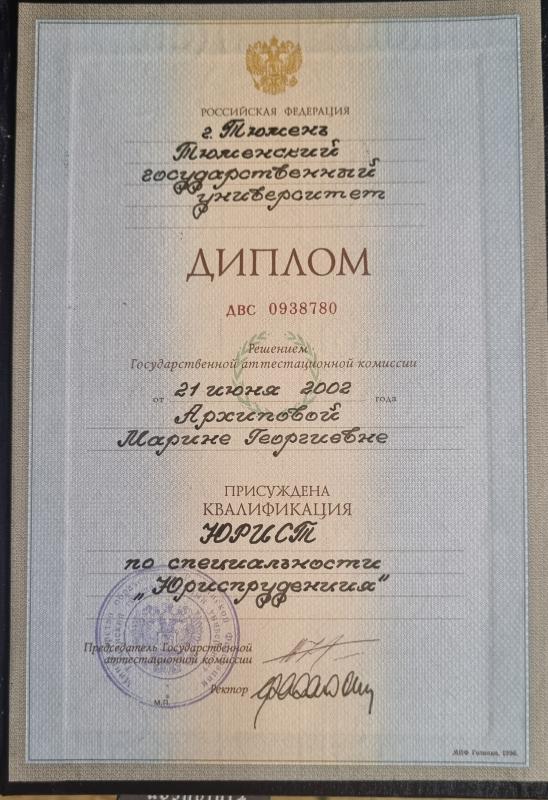 РОССИЙСКАЯ ФЕДЕРАЦИЯ
г. Тюмень
Тюменский
государственный
университет
ДИПЛОМ
ДВС 0938780
Решением
Государственной аттестационной комиссии
от 21 июня 2002 года
Архиповой
Марине Георгиевне
ПРИСУЖДЕНА
КВАЛИФИКАЦИЯ
ЮРИСТ
по специальности
„Юриспруденция"
Председатель Государственной
аттестационной комиссии
Ректор
М.П.
МПФ Гознака. 1996.